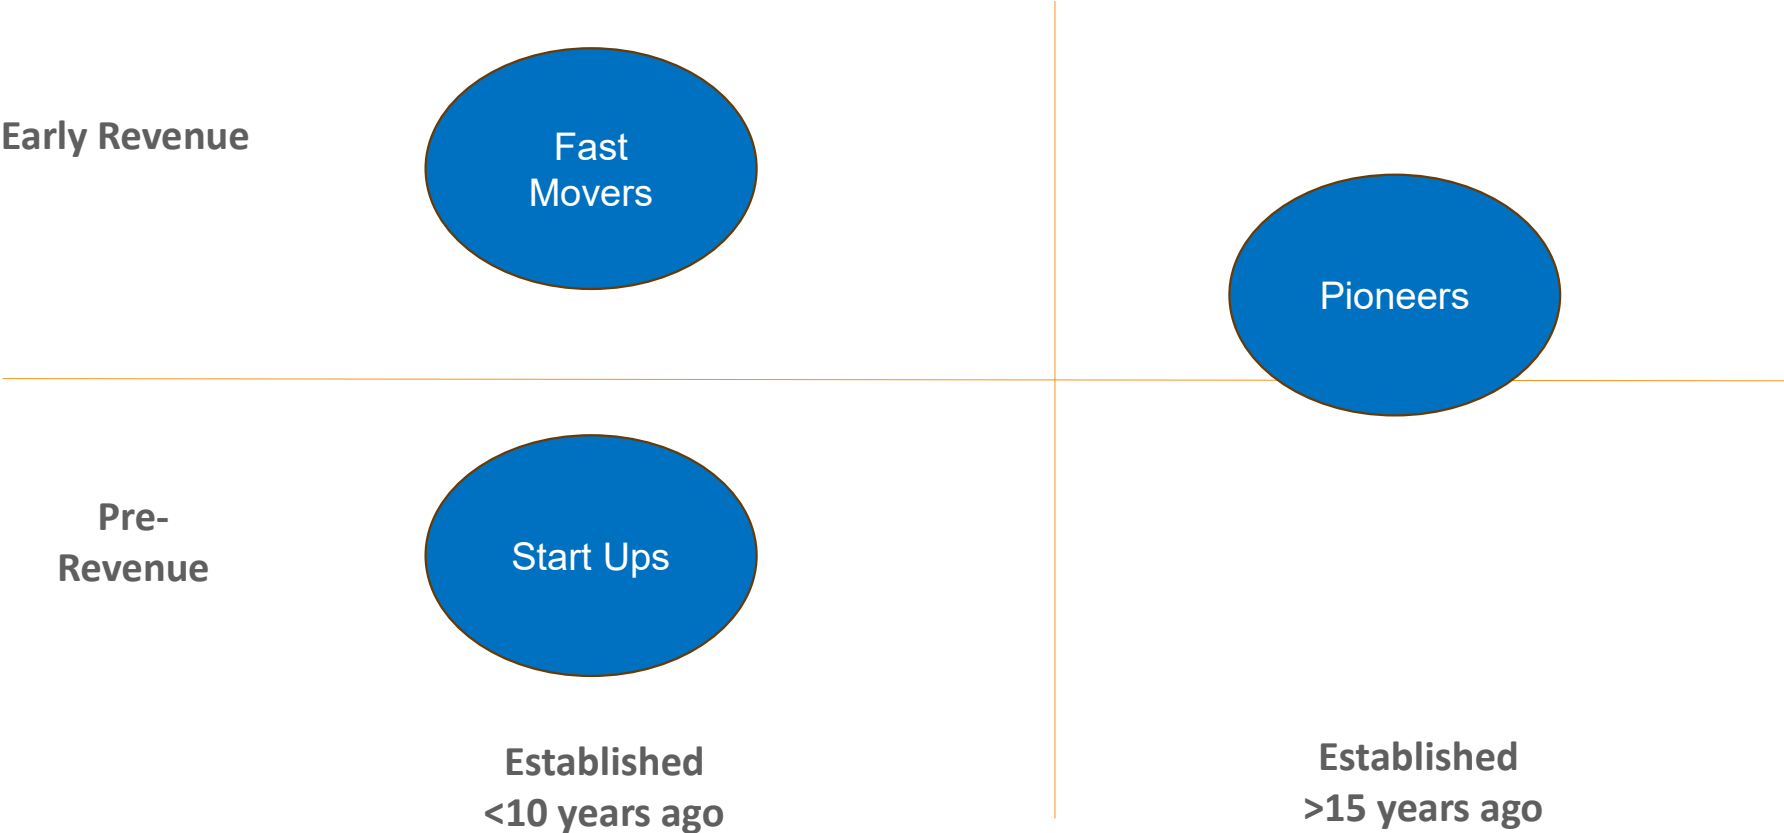 Early Revenue
Fast
Movers
Pioneers
Pre-
Revenue
Start Ups
Established
<10 years ago
Established
>15 years ago